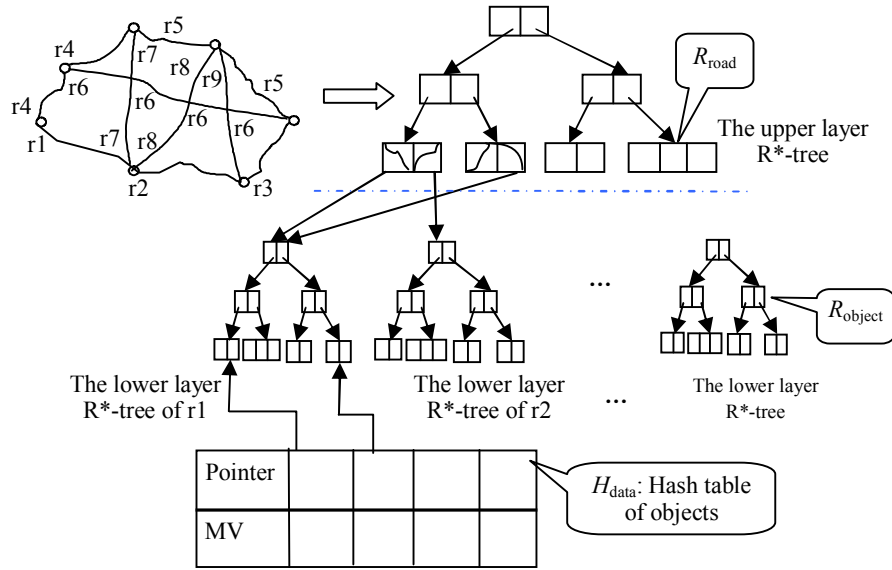 r5
r4
r7
r8
r9
r5
r6
r6
r4
r6
r6
r1
r7
r8
r2
r3
R_road
The upper layer
R*-tree
...
R_object
The lower layer
R*-tree of r1
The lower layer
R*-tree of r2
...
The lower layer
R*-tree
Pointer
MV
H_data: Hash table
of objects